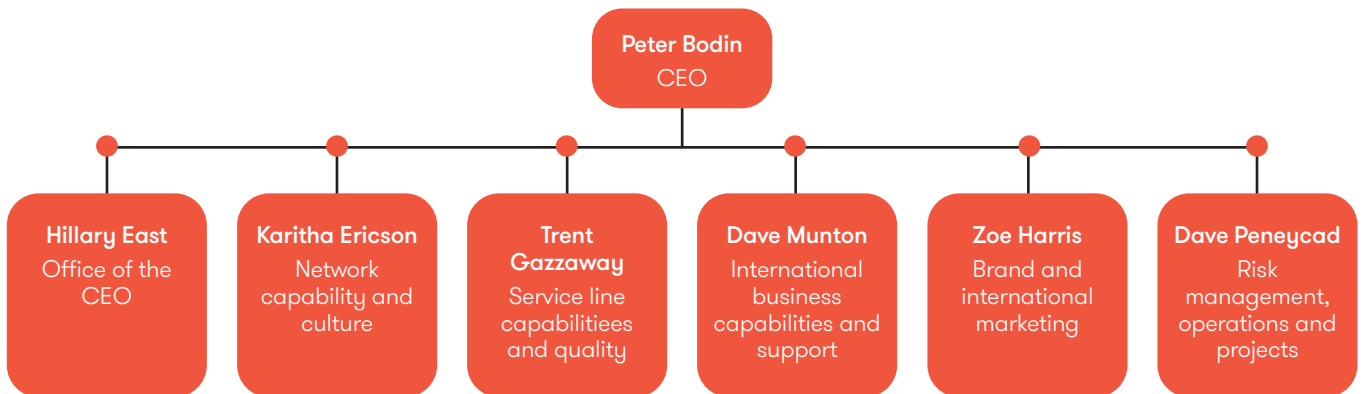 Peter Bodin
CEO
Hillary East
Office of the
CEO
Karitha Ericson
Network
capability and
culture
Trent
Gazzaway
Service line
capabilitiees
and quality
Dave Munton
International
business
capabilities and
support
Zoe Harris
Brand and
international
marketing
Dave Peneycad
Risk
management,
operations and
projects